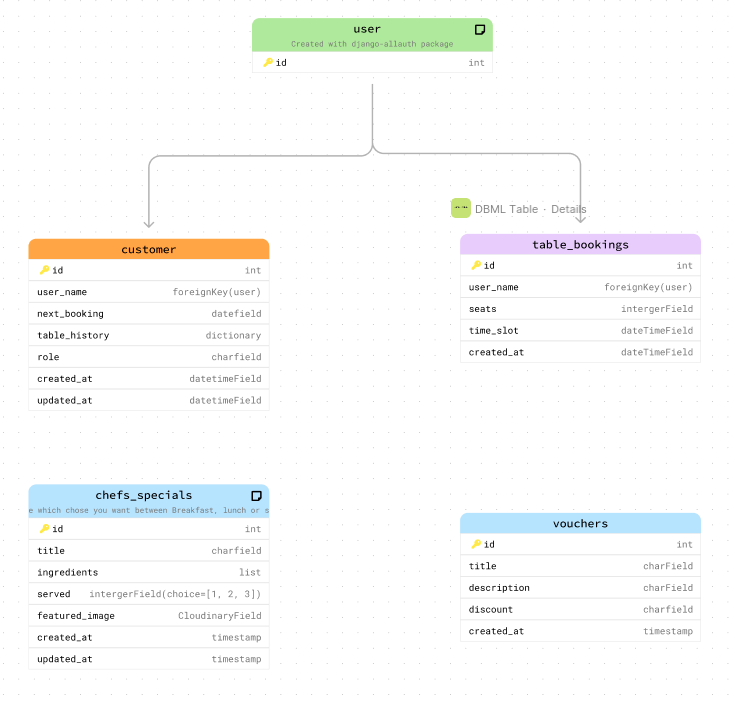 user
Created with django-allauth package
id int
DBML Table · Details
customer
id int
user_name foreignKey(user)
next_booking datefield
table_history dictionary
role charfield
created_at datetimeField
updated_at datetimeField
table_bookings
id int
user_name foreignKey(user)
seats intergerField
time_slot dateTimeField
created_at dateTimeField
chefs_specials
e which chose you want between Breakfast, lunch or s
id int
title charfield
ingredients list
served intergerField(choice=[1, 2, 3])
featured_image CloudinaryField
created_at timestamp
updated_at timestamp
vouchers
id int
title charField
description charField
discount charfield
created_at timestamp